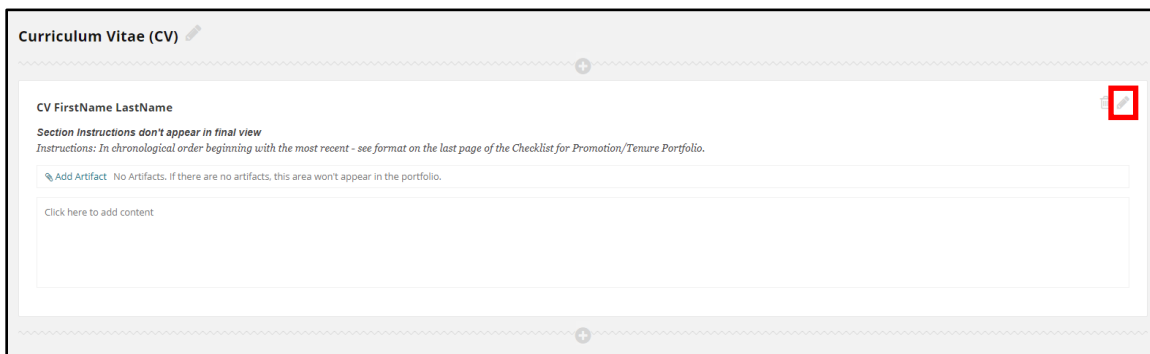 Curriculum Vitae (CV)
CV FirstName LastName
Section Instructions don't appear in final view
Instructions: In chronological order beginning with the most recent - see format on the last page of the Checklist for Promotion/Tenure Portfolio.
Add Artifact No Artifacts. If there are no artifacts, this area won't appear in the portfolio.
Click here to add content